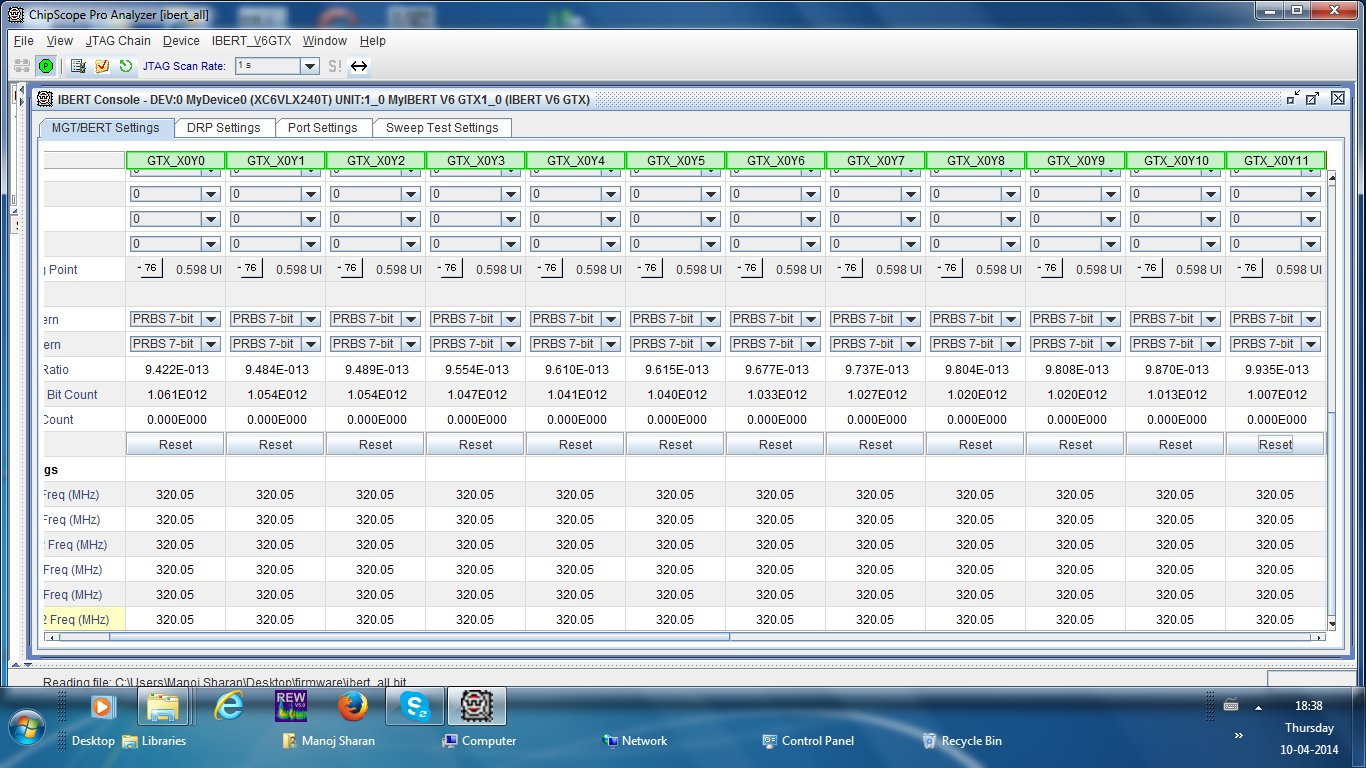 ChipScope Pro Analyzer [ibert_all]
File View JTAG Chain Device IBERT_V6GTX Window Help
JTAG Scan Rate: 1 s S!
IBERT Console - DEV:0 MyDevice0 (XC6VLX240T) UNIT:1_0 MyIBERT V6 GTX1_0 (IBERT V6 GTX)
MGT/BERT Settings DRP Settings Port Settings Sweep Test Settings
GTX_X0Y0 GTX_X0Y1 GTX_X0Y2 GTX_X0Y3 GTX_X0Y4 GTX_X0Y5 GTX_X0Y6 GTX_X0Y7 GTX_X0Y8 GTX_X0Y9 GTX_X0Y10 GTX_X0Y11
0 0 0 0 0 0 0 0 0 0 0 0
0 0 0 0 0 0 0 0 0 0 0 0
0 0 0 0 0 0 0 0 0 0 0 0
g Point - 76 0.598 UI - 76 0.598 UI - 76 0.598 UI - 76 0.598 UI - 76 0.598 UI - 76 0.598 UI - 76 0.598 UI - 76 0.598 UI - 76 0.598 UI - 76 0.598 UI - 76 0.598 UI - 76 0.598 UI
ern PRBS 7-bit PRBS 7-bit PRBS 7-bit PRBS 7-bit PRBS 7-bit PRBS 7-bit PRBS 7-bit PRBS 7-bit PRBS 7-bit PRBS 7-bit PRBS 7-bit PRBS 7-bit
ern PRBS 7-bit PRBS 7-bit PRBS 7-bit PRBS 7-bit PRBS 7-bit PRBS 7-bit PRBS 7-bit PRBS 7-bit PRBS 7-bit PRBS 7-bit PRBS 7-bit PRBS 7-bit
Ratio 9.422E-013 9.484E-013 9.489E-013 9.554E-013 9.610E-013 9.615E-013 9.677E-013 9.737E-013 9.804E-013 9.808E-013 9.870E-013 9.935E-013
Bit Count 1.061E012 1.054E012 1.054E012 1.047E012 1.041E012 1.040E012 1.033E012 1.027E012 1.020E012 1.020E012 1.013E012 1.007E012
Count 0.000E000 0.000E000 0.000E000 0.000E000 0.000E000 0.000E000 0.000E000 0.000E000 0.000E000 0.000E000 0.000E000 0.000E000
Reset Reset Reset Reset Reset Reset Reset Reset Reset Reset Reset Reset
gs
Freq (MHz) 320.05 320.05 320.05 320.05 320.05 320.05 320.05 320.05 320.05 320.05 320.05 320.05
Freq (MHz) 320.05 320.05 320.05 320.05 320.05 320.05 320.05 320.05 320.05 320.05 320.05 320.05
2 Freq (MHz) 320.05 320.05 320.05 320.05 320.05 320.05 320.05 320.05 320.05 320.05 320.05 320.05
Freq (MHz) 320.05 320.05 320.05 320.05 320.05 320.05 320.05 320.05 320.05 320.05 320.05 320.05
Freq (MHz) 320.05 320.05 320.05 320.05 320.05 320.05 320.05 320.05 320.05 320.05 320.05 320.05
2 Freq (MHz) 320.05 320.05 320.05 320.05 320.05 320.05 320.05 320.05 320.05 320.05 320.05 320.05
Reading file: C:\Users\Manoj Sharan\Desktop\firmware\ibert_all.bit
REW V5.0
18:38
Desktop Libraries Manoj Sharan Computer Network Control Panel Recycle Bin
Thursday
10-04-2014